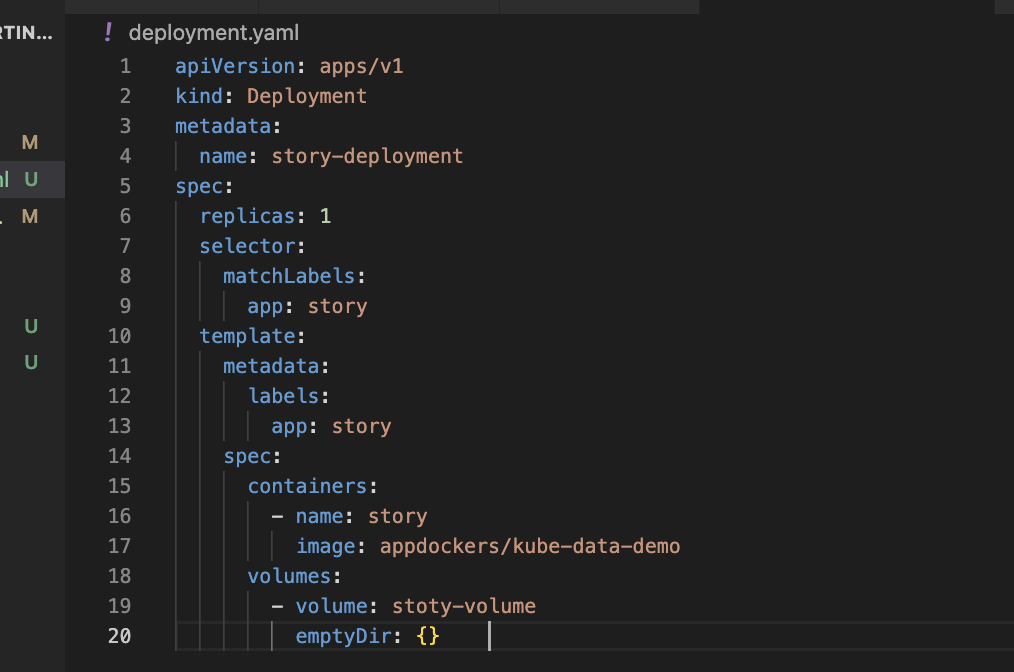 RTIN...
! deployment.yaml
M
l U
M
U
U
1 apiVersion: apps/v1
2 kind: Deployment
3 metadata:
4 name: story-deployment
5 spec:
6 replicas: 1
7 selector:
8 matchLabels:
9 app: story
10 template:
11 metadata:
12 labels:
13 app: story
14 spec:
15 containers:
16 - name: story
17 image: appdockers/kube-data-demo
18 volumes:
19 - volume: stoty-volume
20 emptyDir: {}